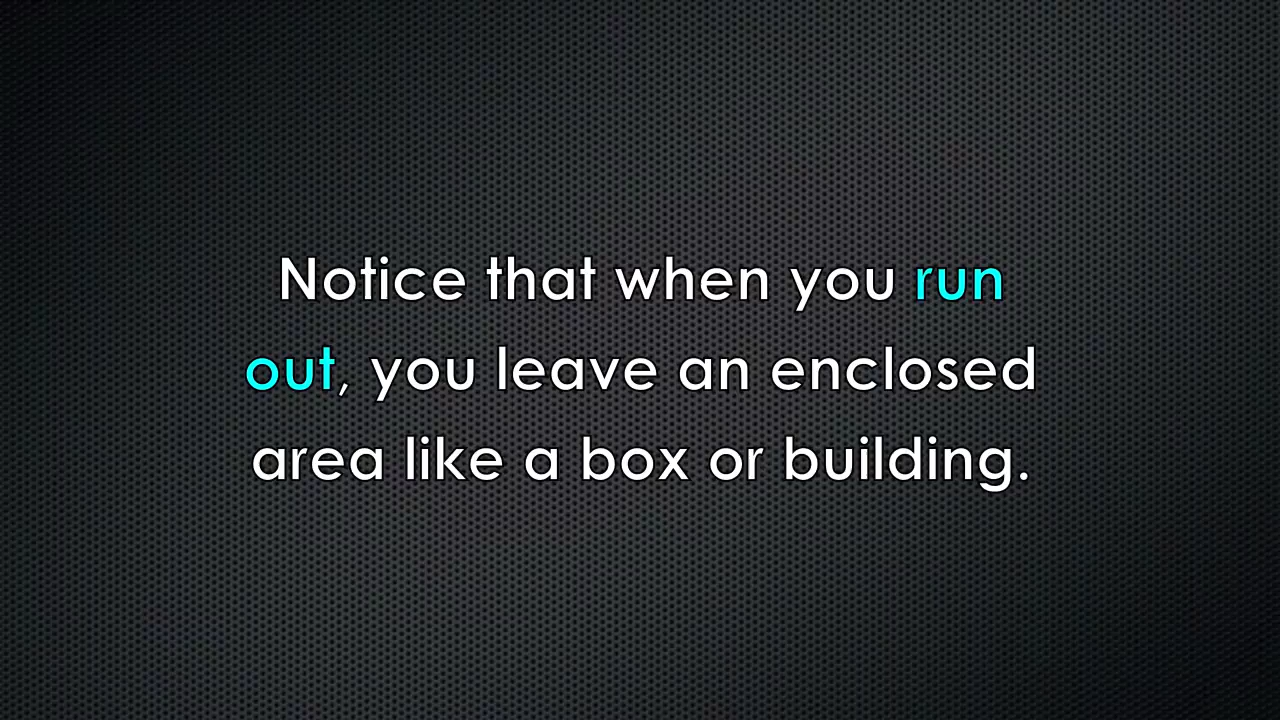 Notice that when you run
out, you leave an enclosed
area like a box or building.